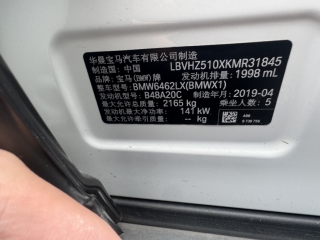 华晨宝马汽车有限公司制造
制造国：中国 LBVHZ510XKMR31845
品牌：宝马(BMW)牌 发动机排量：1998 mL
整车型号：BMW6462LX(BMWX1) 制造年月：2019-04
发动机型号：B48A20C 乘坐人数：5
最大允许总质量：2165 kg
发动机最大净功率：141 kW